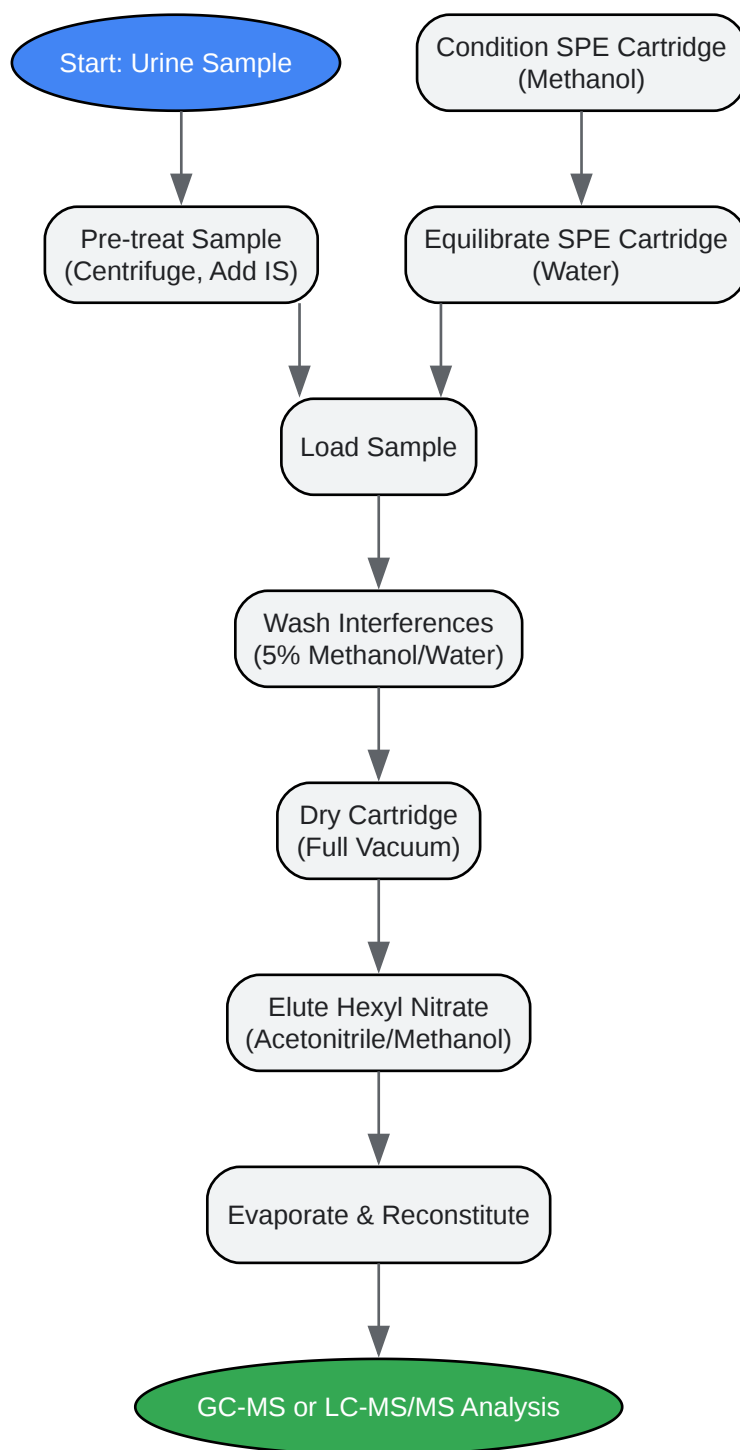 Start: Urine Sample
Condition SPE Cartridge
(Methanol)
Pre-treat Sample
(Centrifuge, Add IS)
Equilibrate SPE Cartridge
(Water)
Load Sample
Wash Interferences
(5% Methanol/Water)
Dry Cartridge
(Full Vacuum)
Elute Hexyl Nitrate
(Acetonitrile/Methanol)
Evaporate & Reconstitute
GC-MS or LC-MS/MS Analysis